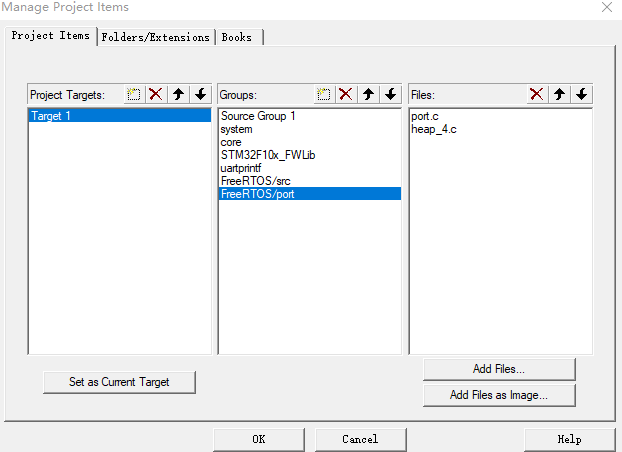 Manage Project Items
Project Items Folders/Extensions Books
Project Targets: Groups: Files:
Target 1
Source Group 1
system
core
STM32F10x_FWLib
uartprintf
FreeRTOS/src
FreeRTOS/port
port.c
heap_4.c
Set as Current Target
Add Files...
Add Files as Image...
OK Cancel Help